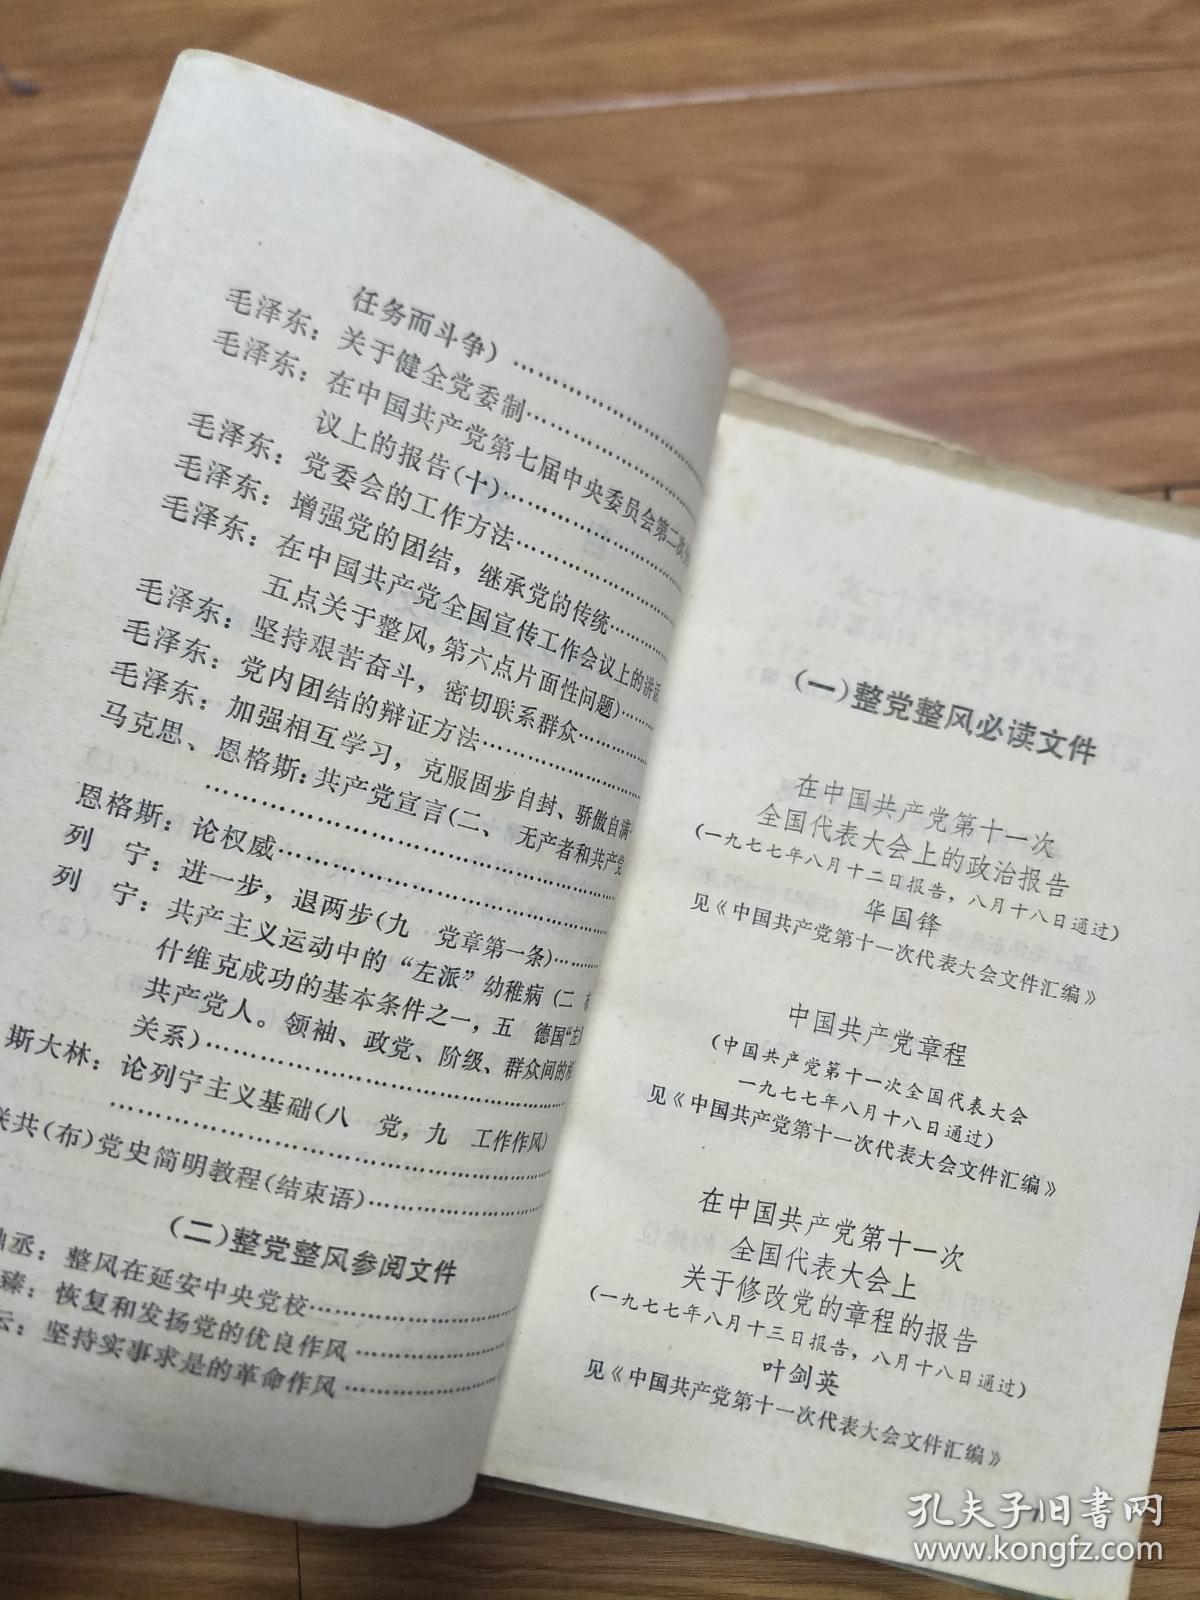 任务而斗争）
毛泽东：关于健全党委制
毛泽东：在中国共产党第七届中央委员会第二次
议上的报告（十）
毛泽东：党委会的工作方法
毛泽东：增强党的团结，继承党的传统
毛泽东：在中国共产党全国宣传工作会议上的讲话
五点关于整风，第六点片面性问题）
毛泽东：坚持艰苦奋斗，密切联系群众
毛泽东：党内团结的辩证方法
毛泽东：加强相互学习，克服固步自封、骄傲自满
马克思、恩格斯：共产党宣言（二、 无产者和共产党
恩格斯：论权威
列 宁：进一步，退两步（九 党章第一条）
列 宁：共产主义运动中的“左派”幼稚病（二
什维克成功的基本条件之一，五 德国“左
共产党人。领袖、政党、阶级、群众间的相
关系）
斯大林：论列宁主义基础（八 党，九 工作作风）
共（布）党史简明教程（结束语）
（二）整党整风参阅文件
丞：整风在延安中央党校
臻：恢复和发扬党的优良作风
云：坚持实事求是的革命作风
（一）整党整风必读文件
在中国共产党第十一次
全国代表大会上的政治报告
（一九七七年八月十二日报告，八月十八日通过）
华国锋
见《中国共产党第十一次代表大会文件汇编》
中国共产党章程
（中国共产党第十一次全国代表大会
一九七七年八月十八日通过）
见《中国共产党第十一次代表大会文件汇编》
在中国共产党第十一次
全国代表大会上
关于修改党的章程的报告
（一九七七年八月十三日报告，八月十八日通过）
叶剑英
见《中国共产党第十一次代表大会文件汇编》
孔夫子旧书网
www.kongfz.com